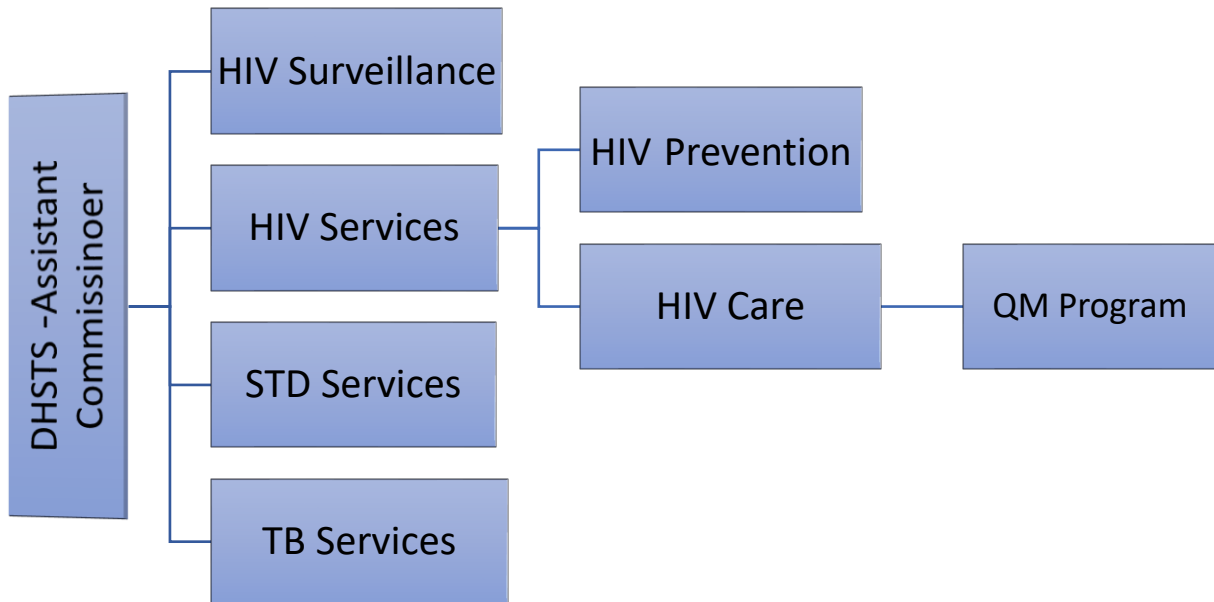 DHSTS -Assistant
Commissinoer
HIV Surveillance
HIV Services
STD Services
TB Services
HIV Prevention
HIV Care
QM Program